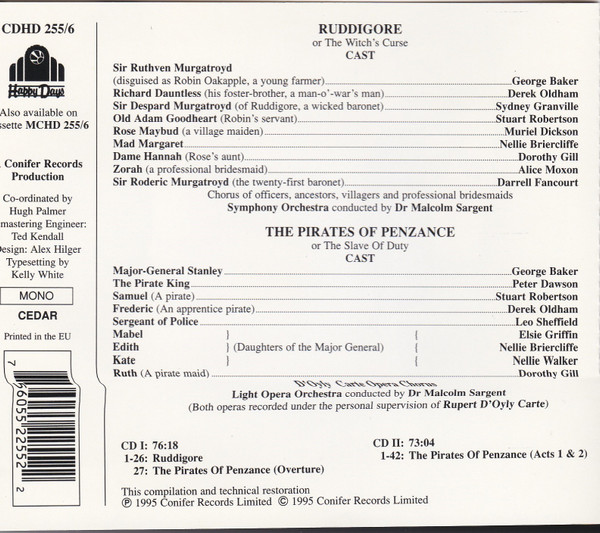 CDHD 255/6
Happy Days
Also available on
ssette MCHD 255/6
Conifer Records
Production
Co-ordinated by
Hugh Palmer
mastering Engineer:
Ted Kendall
Design: Alex Hilger
Typesetting by
Kelly White
MONO
CEDAR
Printed in the EU
7 56055 22552 2
RUDDIGORE
or The Witch's Curse
CAST
Sir Ruthven Murgatroyd
(disguised as Robin Oakapple, a young farmer) George Baker
Richard Dauntless (his foster-brother, a man-o'-war's man) Derek Oldham
Sir Despard Murgatroyd (of Ruddigore, a wicked baronet) Sydney Granville
Old Adam Goodheart (Robin's servant) Stuart Robertson
Rose Maybud (a village maiden) Muriel Dickson
Mad Margaret Nellie Briercliffe
Dame Hannah (Rose's aunt) Dorothy Gill
Zorah (a professional bridesmaid) Alice Moxon
Sir Roderic Murgatroyd (the twenty-first baronet) Darrell Fancourt
Chorus of officers, ancestors, villagers and professional bridesmaids
Symphony Orchestra conducted by Dr Malcolm Sargent
THE PIRATES OF PENZANCE
or The Slave Of Duty
CAST
Major-General Stanley George Baker
The Pirate King Peter Dawson
Samuel (A pirate) Stuart Robertson
Frederic (An apprentice pirate) Derek Oldham
Sergeant of Police Leo Sheffield
Mabel } { Elsie Griffin
Edith } (Daughters of the Major General) { Nellie Briercliffe
Kate } { Nellie Walker
Ruth (A pirate maid) Dorothy Gill
D'Oyly Carte Opera Chorus
Light Opera Orchestra conducted by Dr Malcolm Sargent
(Both operas recorded under the personal supervision of Rupert D'Oyly Carte)
CD I: 76:18
1-26: Ruddigore
27: The Pirates Of Penzance (Overture)
CD II: 73:04
1-42: The Pirates Of Penzance (Acts 1 & 2)
This compilation and technical restoration
℗ 1995 Conifer Records Limited © 1995 Conifer Records Limited